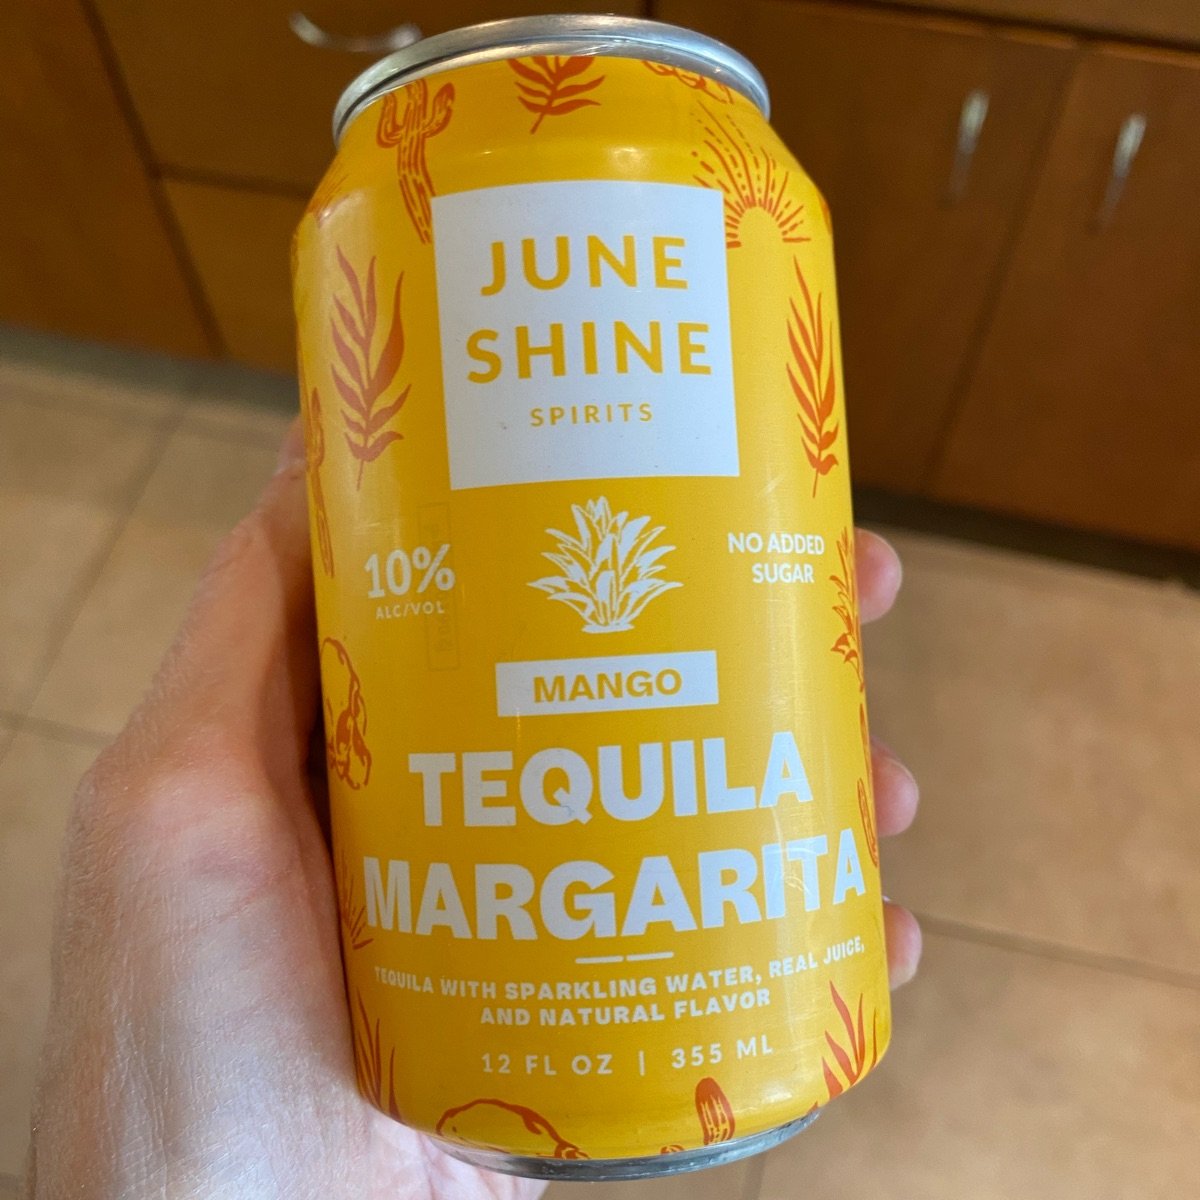 JUNE
SHINE
SPIRITS
10%
ALC/VOL
NO ADDED
SUGAR
MANGO
TEQUILA
MARGARITA
TEQUILA WITH SPARKLING WATER, REAL JUICE,
AND NATURAL FLAVOR
12 FL OZ | 355 ML